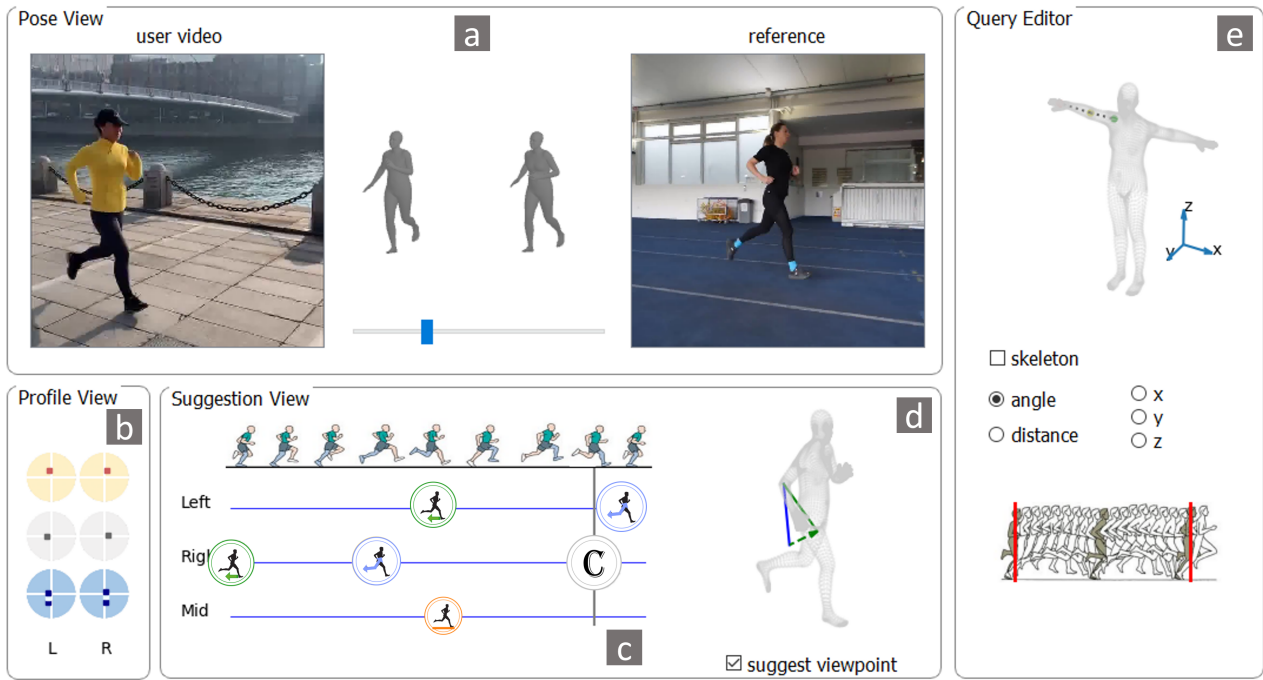 Pose View
user video
a
reference
Query Editor
e
z
y
x
skeleton
angle
distance
x
y
z
Profile View
b
L R
Suggestion View
d
Left
Righ
C
Mid
c
suggest viewpoint